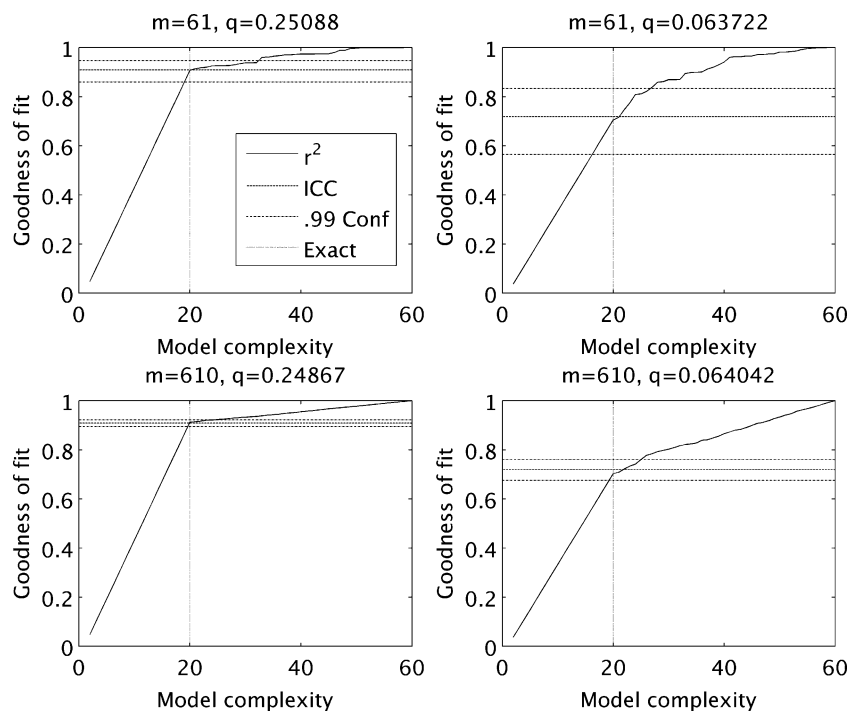 m=61, q=0.25088
1
0.8
0.6
0.4
0.2
0
Goodness of fit
r²
ICC
.99 Conf
Exact
0
20
40
60
Model complexity
m=61, q=0.063722
1
0.8
0.6
0.4
0.2
0
Goodness of fit
0
20
40
60
Model complexity
m=610, q=0.24867
1
0.8
0.6
0.4
0.2
0
Goodness of fit
0
20
40
60
Model complexity
m=610, q=0.064042
1
0.8
0.6
0.4
0.2
0
Goodness of fit
0
20
40
60
Model complexity